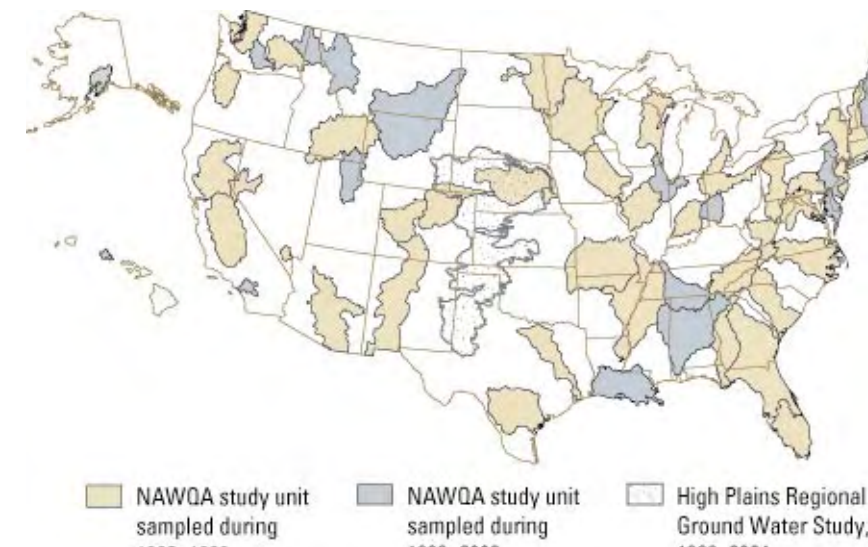 NAWQA study unit
sampled during
NAWQA study unit
sampled during
High Plains Regional
Ground Water Study,